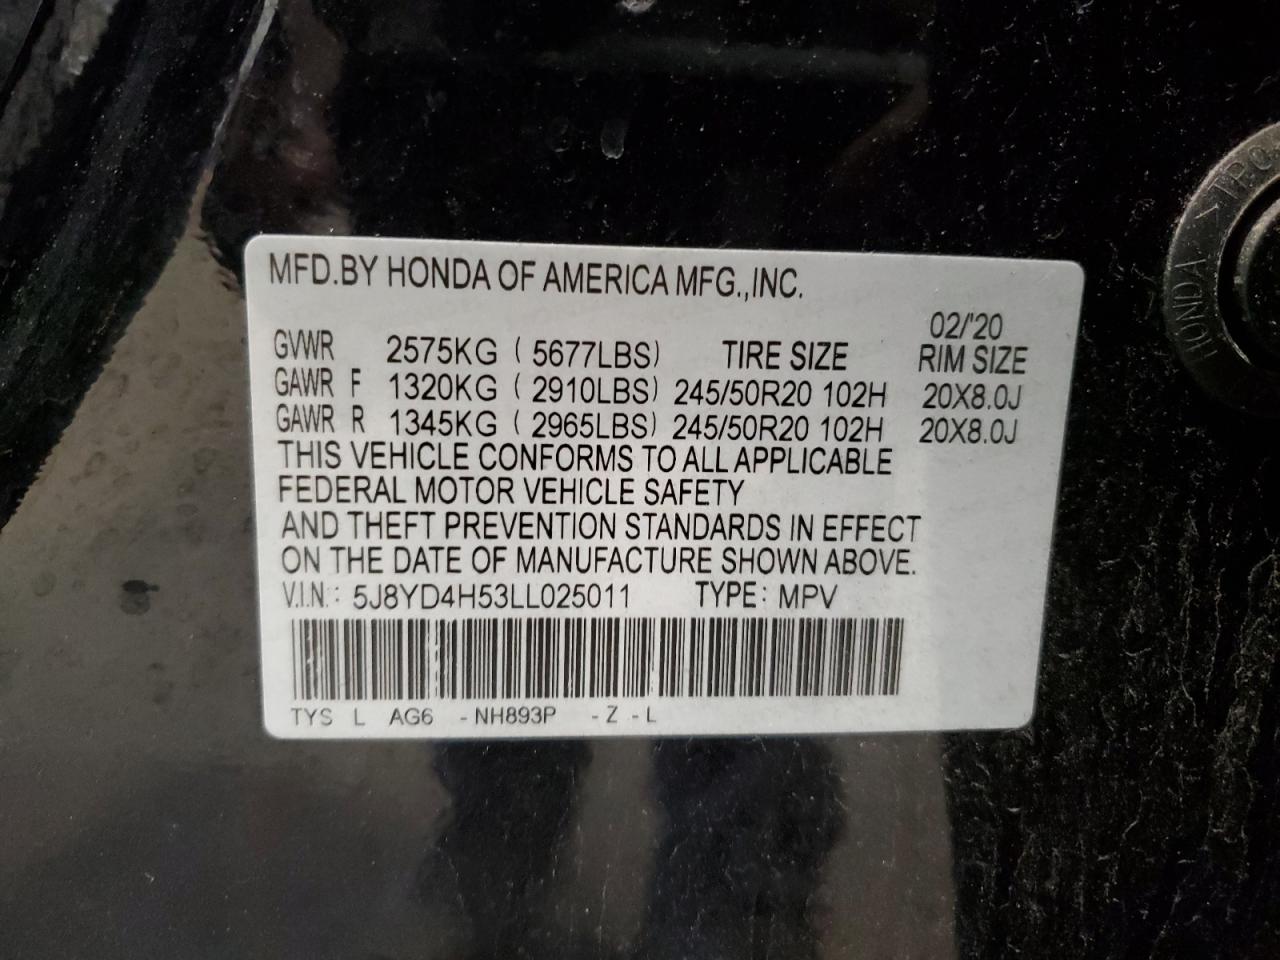 MFD.BY HONDA OF AMERICA MFG.,INC.
02/'20
GVWR 2575KG ( 5677LBS) TIRE SIZE RIM SIZE
GAWR F 1320KG ( 2910LBS) 245/50R20 102H 20X8.0J
GAWR R 1345KG ( 2965LBS) 245/50R20 102H 20X8.0J
THIS VEHICLE CONFORMS TO ALL APPLICABLE
FEDERAL MOTOR VEHICLE SAFETY
AND THEFT PREVENTION STANDARDS IN EFFECT
ON THE DATE OF MANUFACTURE SHOWN ABOVE.
V.I.N.: 5J8YD4H53LL025011 TYPE: MPV
TYS L AG6 -NH893P -Z -L
HONDA